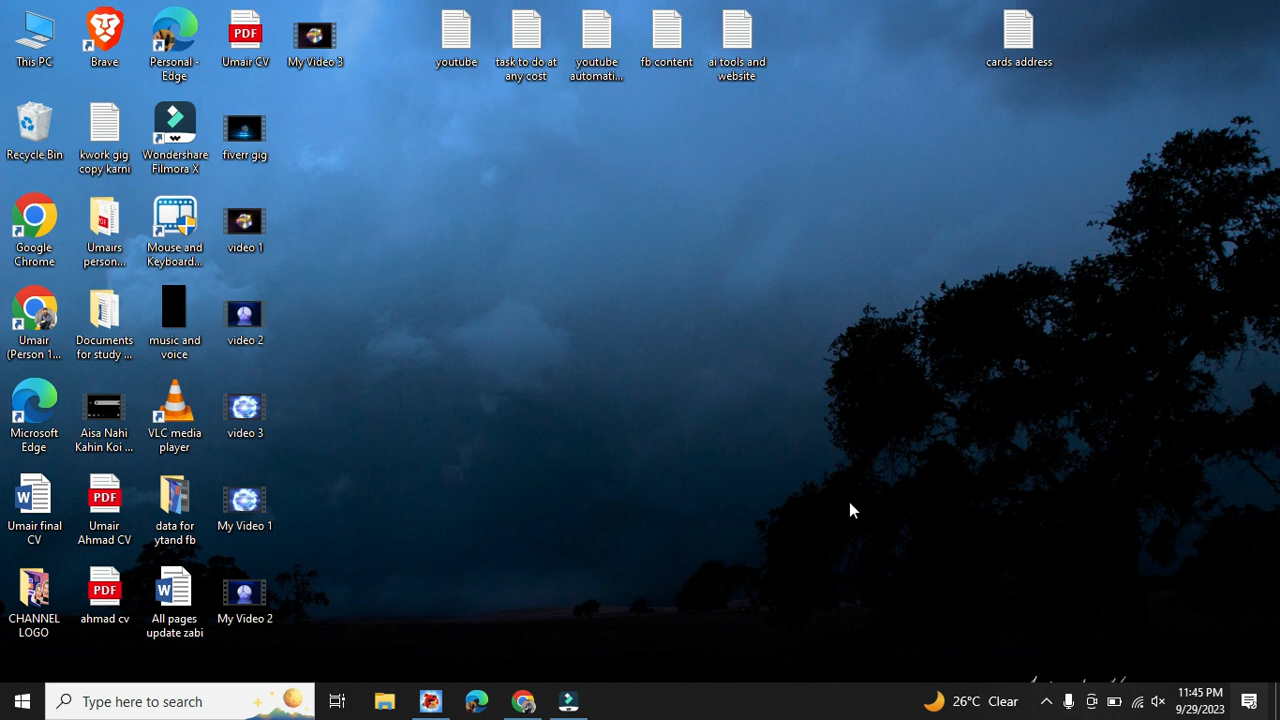 This PC
Brave
Personal -
Edge
Umair CV
My Video 3
youtube
task to do at
any cost
youtube
automati...
fb content
ai tools and
website
cards address
Recycle Bin
kwork gig
copy karni
Wondershare
Filmora X
fiverr gig
Google
Chrome
Umairs
person...
Mouse and
Keyboard...
video 1
Umair
(Person 1...
Documents
for study ...
music and
voice
video 2
Microsoft
Edge
Aisa Nahi
Kahin Koi ...
VLC media
player
video 3
Umair final
CV
Umair
Ahmad CV
data for
ytand fb
My Video 1
CHANNEL
LOGO
ahmad cv
All pages
update zabi
My Video 2
PDF
PDF
PDF
Type here to search
26°C Clear
11:45 PM
9/29/2023